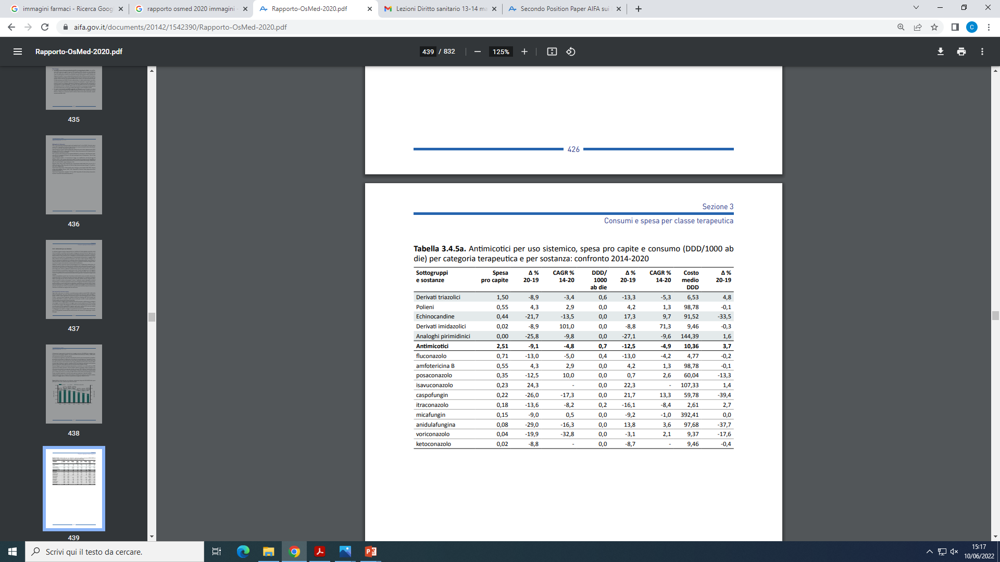 immagini farmaci - Ricerca Goog
rapporto osmed 2020 immagini -
Rapporto-OsMed-2020.pdf
Lezioni Diritto sanitario 13-14 ma
Secondo Position Paper AIFA sui
aifa.gov.it/documents/20142/1542390/Rapporto-OsMed-2020.pdf
C
Rapporto-OsMed-2020.pdf
439 / 832
125%
435
436
437
438
439
426
Sezione 3
Consumi e spesa per classe terapeutica
Tabella 3.4.5a. Antimicotici per uso sistemico, spesa pro capite e consumo (DDD/1000 ab
die) per categoria terapeutica e per sostanza: confronto 2014-2020
Sottogruppi Spesa Δ % CAGR % DDD/ Δ % CAGR % Costo Δ %
e sostanze pro capite 20-19 14-20 1000 20-19 14-20 medio 20-19
ab die DDD
Derivati triazolici 1,50 -8,9 -3,4 0,6 -13,3 -5,3 6,53 4,8
Polieni 0,55 4,3 2,9 0,0 4,2 1,3 98,78 -0,1
Echinocandine 0,44 -21,7 -13,5 0,0 17,3 9,7 91,52 -33,5
Derivati imidazolici 0,02 -8,9 101,0 0,0 -8,8 71,3 9,46 -0,3
Analoghi pirimidinici 0,00 -25,8 -9,8 0,0 -27,1 -9,6 144,39 1,6
Antimicotici 2,51 -9,1 -4,8 0,7 -12,5 -4,9 10,36 3,7
fluconazolo 0,71 -13,0 -5,0 0,4 -13,0 -4,2 4,77 -0,2
amfotericina B 0,55 4,3 2,9 0,0 4,2 1,3 98,78 -0,1
posaconazolo 0,35 -12,5 10,0 0,0 0,7 2,6 60,04 -13,3
isavuconazolo 0,23 24,3 - 0,0 22,3 - 107,33 1,4
caspofungin 0,22 -26,0 -17,3 0,0 21,7 13,3 59,78 -39,4
itraconazolo 0,18 -13,6 -8,2 0,2 -16,1 -8,4 2,61 2,7
micafungin 0,15 -9,0 0,5 0,0 -9,2 -1,0 392,41 0,0
anidulafungina 0,08 -29,0 -16,3 0,0 13,8 3,6 97,68 -37,7
voriconazolo 0,04 -19,9 -32,8 0,0 -3,1 2,1 9,37 -17,6
ketoconazolo 0,02 -8,8 - 0,0 -8,7 - 9,46 -0,4
Scrivi qui il testo da cercare.
15:17
10/06/2022